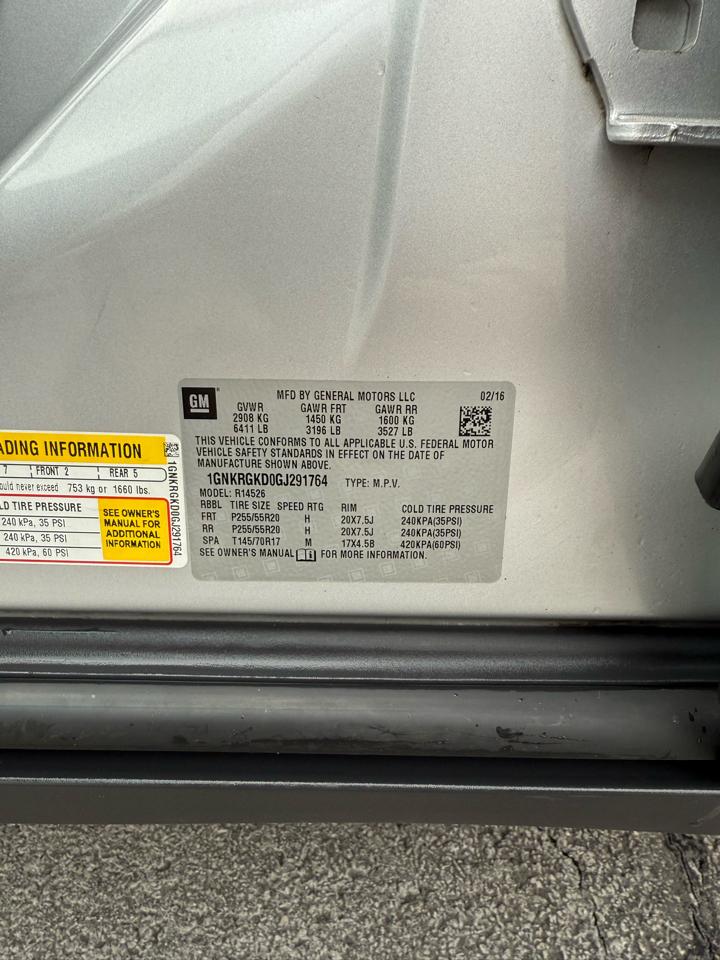 GM
MFD BY GENERAL MOTORS LLC 02/16
GVWR GAWR FRT GAWR RR
2908 KG 1450 KG 1600 KG
6411 LB 3196 LB 3527 LB
THIS VEHICLE CONFORMS TO ALL APPLICABLE U.S. FEDERAL MOTOR
VEHICLE SAFETY STANDARDS IN EFFECT ON THE DATE OF
MANUFACTURE SHOWN ABOVE.
1GNKRGKD0GJ291764 TYPE: M.P.V.
MODEL: R14526
RBBL TIRE SIZE SPEED RTG RIM COLD TIRE PRESSURE
FRT P255/55R20 H 20X7.5J 240KPA(35PSI)
RR P255/55R20 H 20X7.5J 240KPA(35PSI)
SPA T145/70R17 M 17X4.5B 420KPA(60PSI)
SEE OWNER'S MANUAL FOR MORE INFORMATION.
ADING INFORMATION
7 FRONT 2 REAR 5
ould never exceed 753 kg or 1660 lbs.
LD TIRE PRESSURE
240 kPa, 35 PSI
240 kPa, 35 PSI
420 kPa, 60 PSI
SEE OWNER'S
MANUAL FOR
ADDITIONAL
INFORMATION
1GNKRGKD0GJ291764